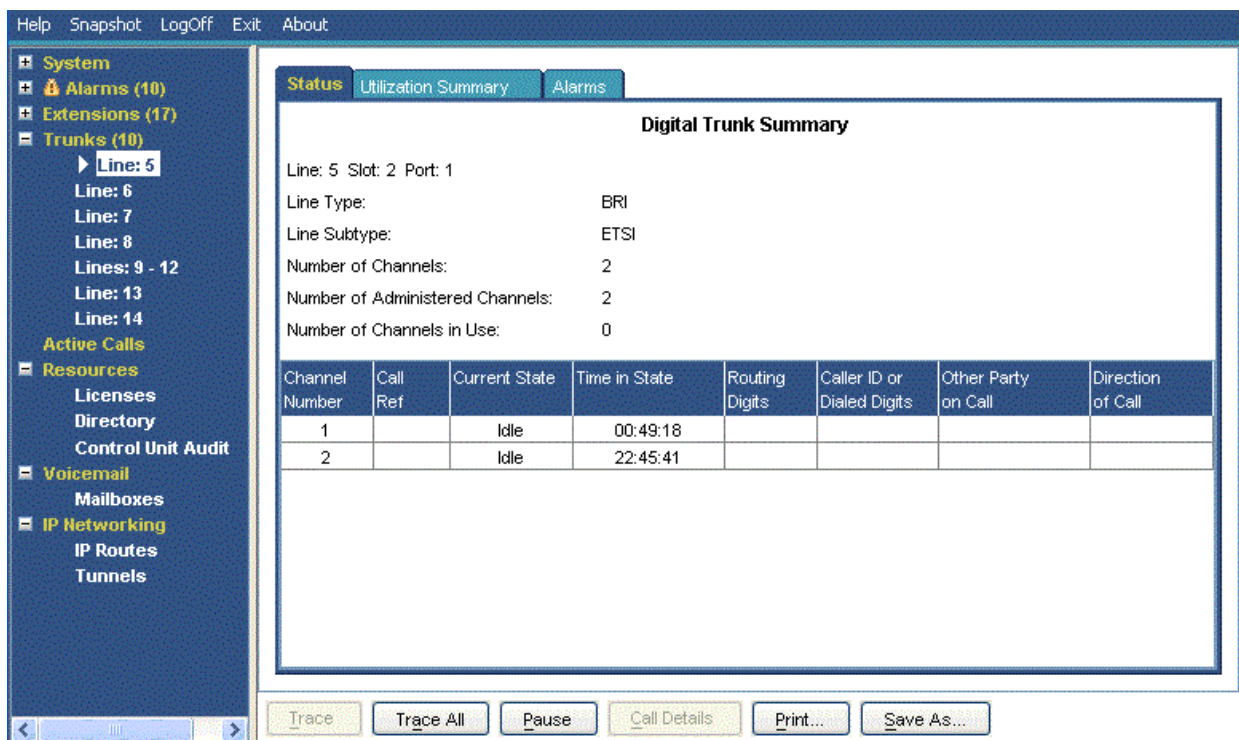 Help Snapshot LogOff Exit About
System
Alarms (10)
Extensions (17)
Trunks (10)
Line: 5
Line: 6
Line: 7
Line: 8
Lines: 9 - 12
Line: 13
Line: 14
Active Calls
Resources
Licenses
Directory
Control Unit Audit
Voicemail
Mailboxes
IP Networking
IP Routes
Tunnels
Status Utilization Summary Alarms
Digital Trunk Summary
Line: 5 Slot: 2 Port: 1
Line Type: BRI
Line Subtype: ETSI
Number of Channels: 2
Number of Administered Channels: 2
Number of Channels in Use: 0
Channel Number Call Ref Current State Time in State Routing Digits Caller ID or Dialed Digits Other Party on Call Direction of Call
1 Idle 00:49:18
2 Idle 22:45:41
Trace Trace All Pause Call Details Print... Save As...